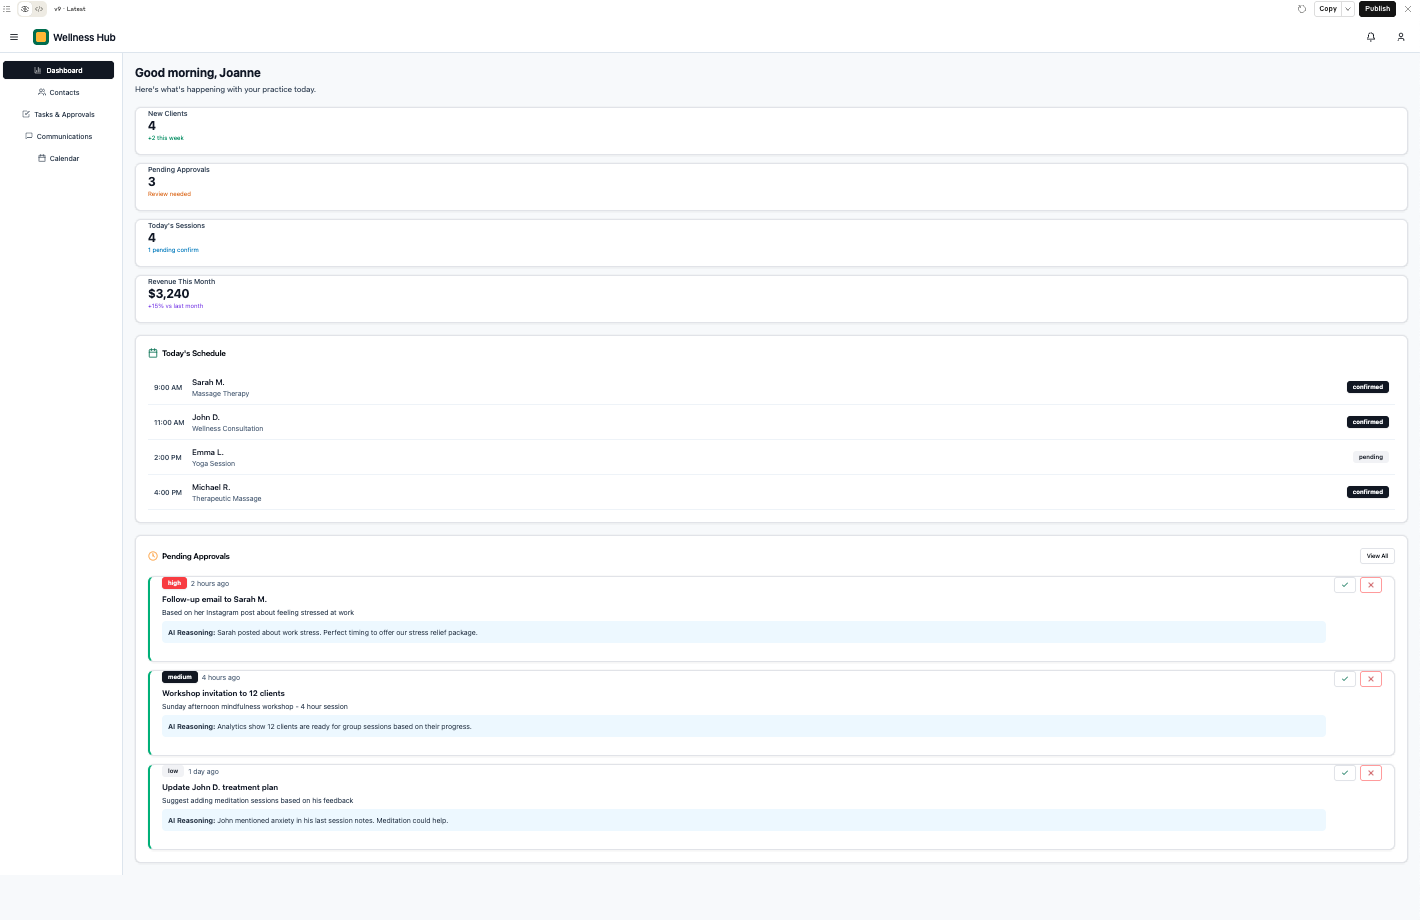 v9 · Latest
Copy
Publish
Wellness Hub
Dashboard
Contacts
Tasks & Approvals
Communications
Calendar
Good morning, Joanne
Here's what's happening with your practice today.
New Clients
4
+2 this week
Pending Approvals
3
Review needed
Today's Sessions
4
1 pending confirm
Revenue This Month
$3,240
+15% vs last month
Today's Schedule
9:00 AM
Sarah M.
Massage Therapy
confirmed
11:00 AM
John D.
Wellness Consultation
confirmed
2:00 PM
Emma L.
Yoga Session
pending
4:00 PM
Michael R.
Therapeutic Massage
confirmed
Pending Approvals
View All
high 2 hours ago
Follow-up email to Sarah M.
Based on her Instagram post about feeling stressed at work
AI Reasoning: Sarah posted about work stress. Perfect timing to offer our stress relief package.
medium 4 hours ago
Workshop invitation to 12 clients
Sunday afternoon mindfulness workshop - 4 hour session
AI Reasoning: Analytics show 12 clients are ready for group sessions based on their progress.
low 1 day ago
Update John D. treatment plan
Suggest adding meditation sessions based on his feedback
AI Reasoning: John mentioned anxiety in his last session notes. Meditation could help.